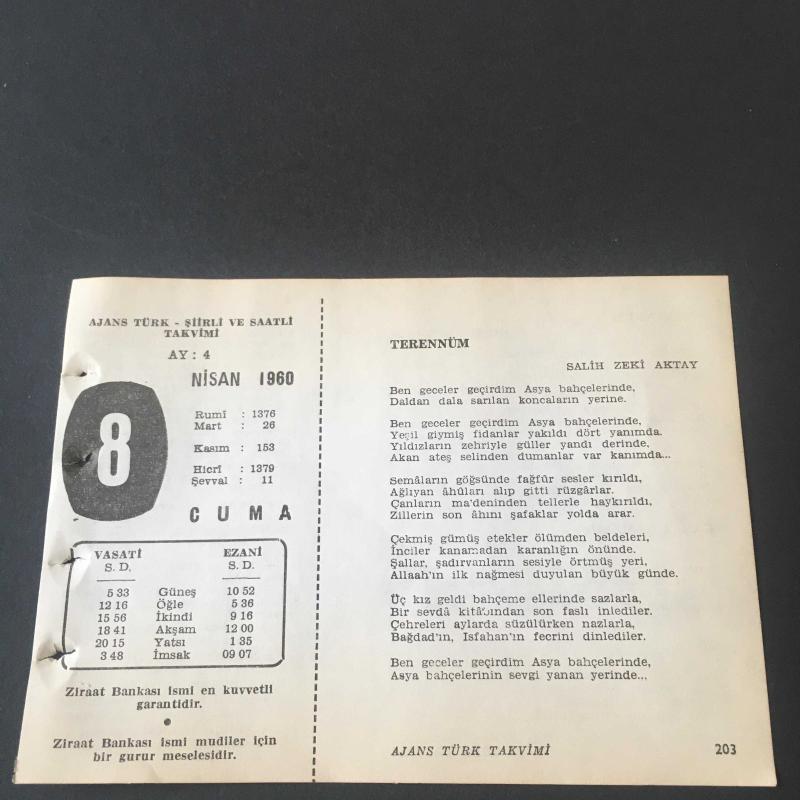 AJANS TÜRK - ŞİİRLİ VE SAATLİ
TAKVİMİ
AY : 4
NİSAN 1960
8
Rumî : 1376
Mart : 26
Kasım : 153
Hicrî : 1379
Şevval : 11
CUMA
VASATİ EZANİ
S. D. S. D.
5 33 Güneş 10 52
12 16 Öğle 5 36
15 56 İkindi 9 16
18 41 Akşam 12 00
20 15 Yatsı 1 35
3 48 İmsak 09 07
Ziraat Bankası ismi en kuvvetli
garantidir.
Ziraat Bankası ismi mudiler için
bir gurur meselesidir.
TERENNÜM
SALİH ZEKİ AKTAY
Ben geceler geçirdim Asya bahçelerinde,
Daldan dala sarılan koncaların yerine.
Ben geceler geçirdim Asya bahçelerinde,
Yeşil giymiş fidanlar yakıldı dört yanımda.
Yıldızların zehriyle güller yandı derinde,
Akan ateş selinden dumanlar var kanımda...
Semâların göğsünde fağfûr sesler kırıldı,
Ağlıyan âhûları alıp gitti rüzgârlar.
Çanların ma'deninden tellerle haykırıldı,
Zillerin son âhını şafaklar yolda arar.
Çekmiş gümüş etekler ölümden beldeleri,
İnciler kanamadan karanlığın önünde.
Şallar, şadırvanların sesiyle örtmüş yeri,
Allaah'ın ilk nağmesi duyulan büyük günde.
Üç kız geldi bahçeme ellerinde sazlarla,
Bir sevdâ kitâbından son faslı inlediler.
Çehreleri aylarda süzülürken nazlarla,
Bağdad'ın, Isfahan'ın fecrini dinlediler.
Ben geceler geçirdim Asya bahçelerinde,
Asya bahçelerinin sevgi yanan yerinde...
AJANS TÜRK TAKVİMİ 203